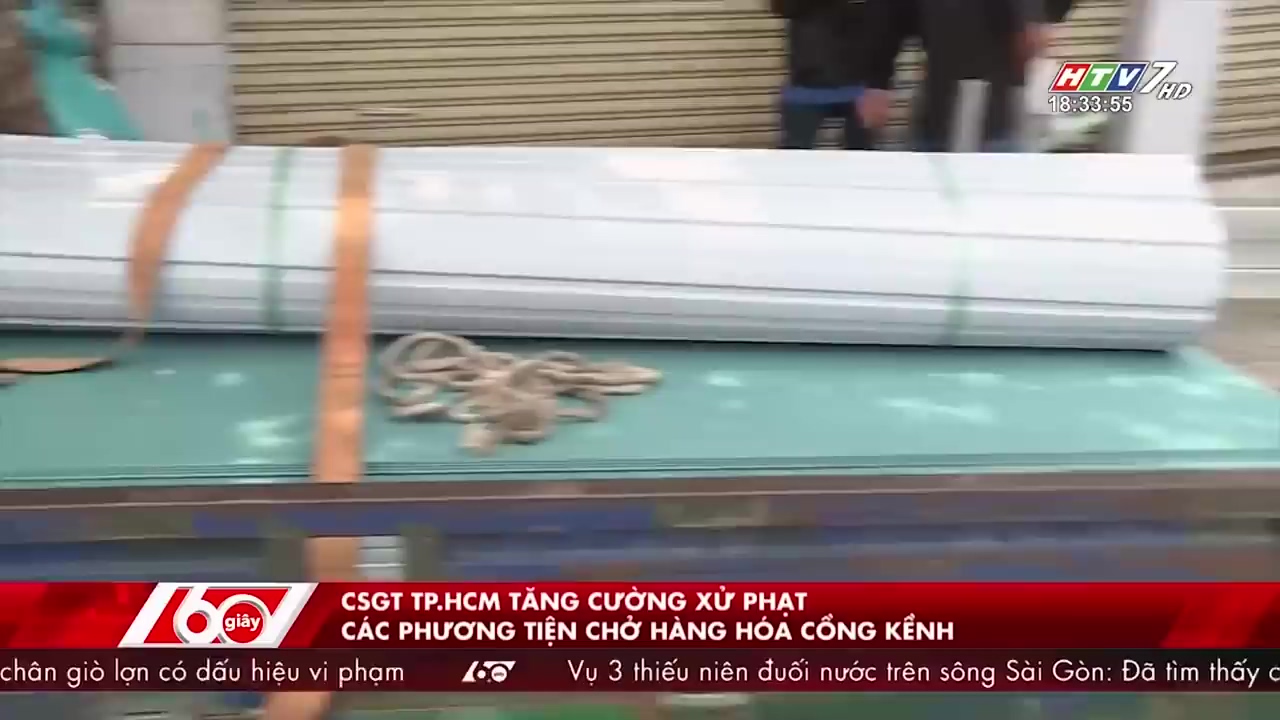 HTV7 HD
18:33:55
60 giây
CSGT TP.HCM TĂNG CƯỜNG XỬ PHẠT
CÁC PHƯƠNG TIỆN CHỞ HÀNG HÓA CỒNG KỀNH
chân giò lợn có dấu hiệu vi phạm 60 Vụ 3 thiếu niên đuối nước trên sông Sài Gòn: Đã tìm thấy